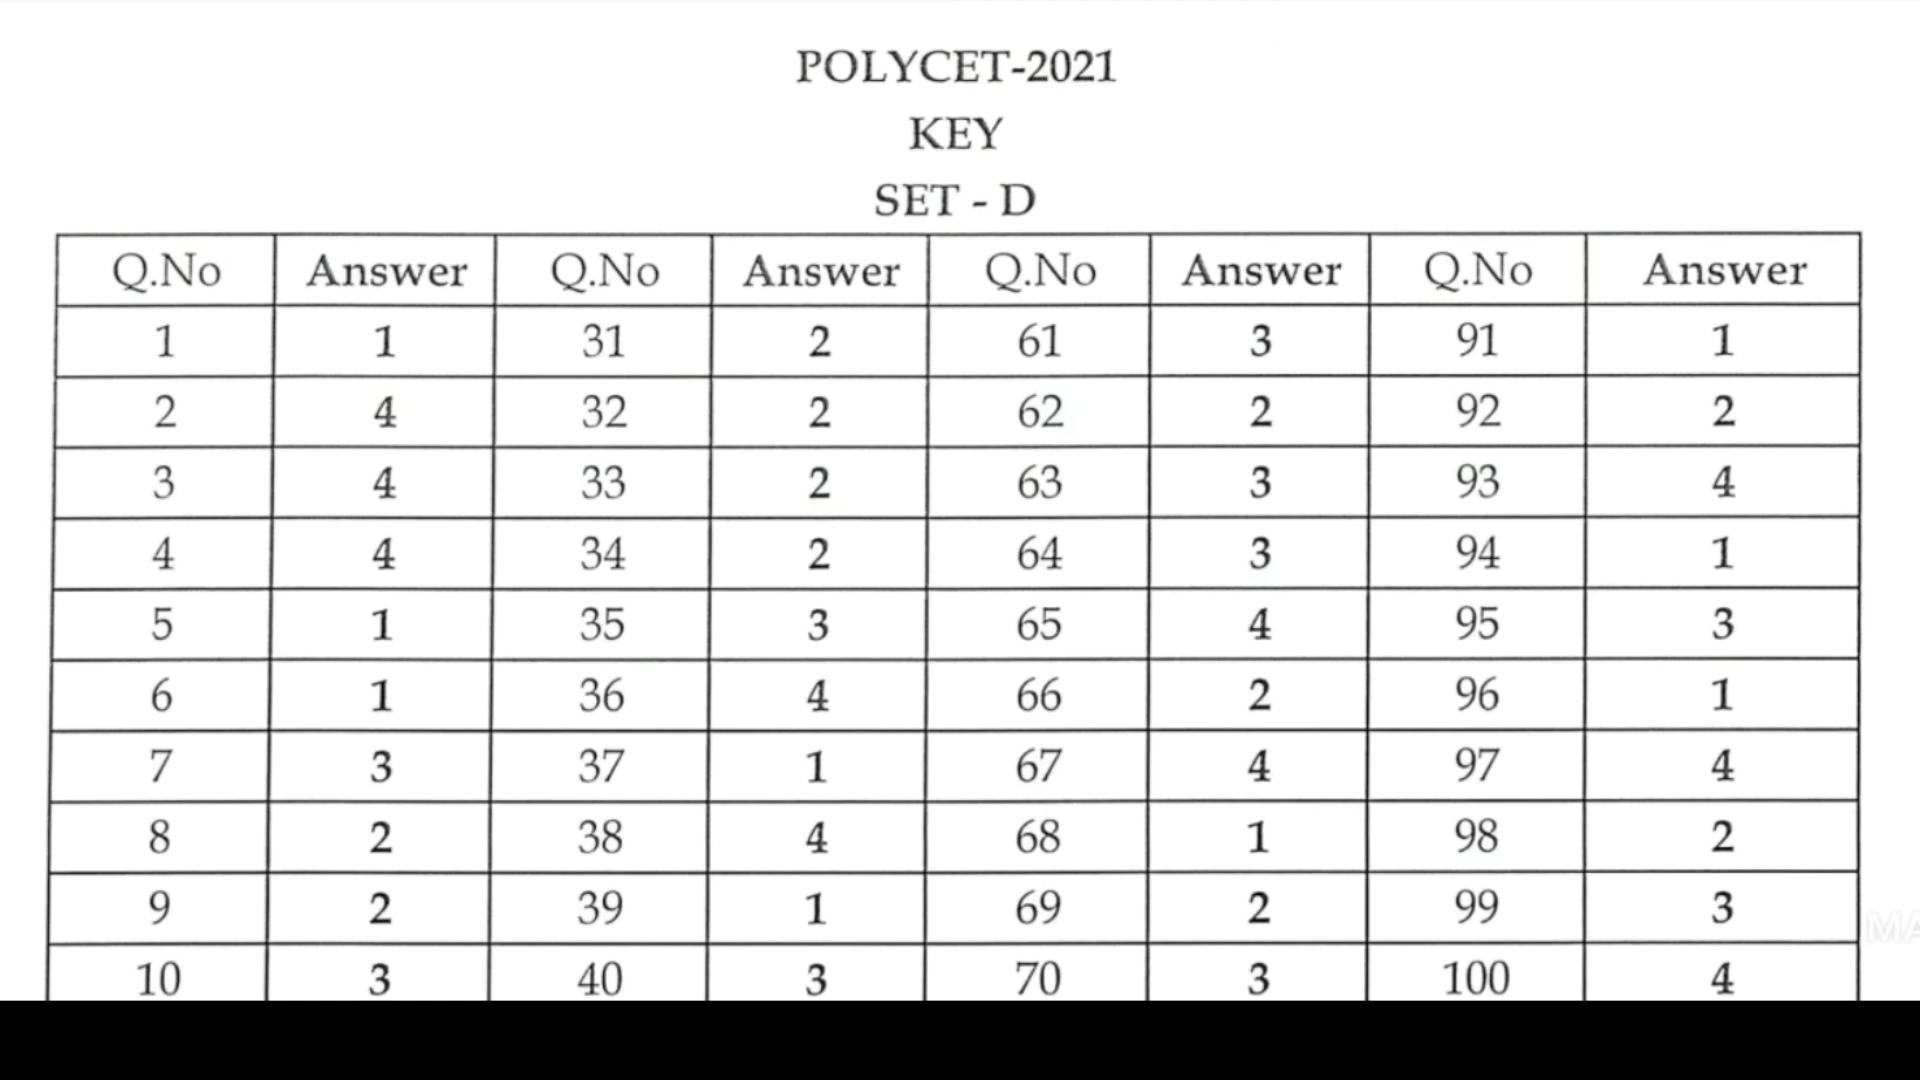 POLYCET-2021
KEY
SET - D
Q.No Answer Q.No Answer Q.No Answer Q.No Answer
1 1 31 2 61 3 91 1
2 4 32 2 62 2 92 2
3 4 33 2 63 3 93 4
4 4 34 2 64 3 94 1
5 1 35 3 65 4 95 3
6 1 36 4 66 2 96 1
7 3 37 1 67 4 97 4
8 2 38 4 68 1 98 2
9 2 39 1 69 2 99 3
10 3 40 3 70 3 100 4